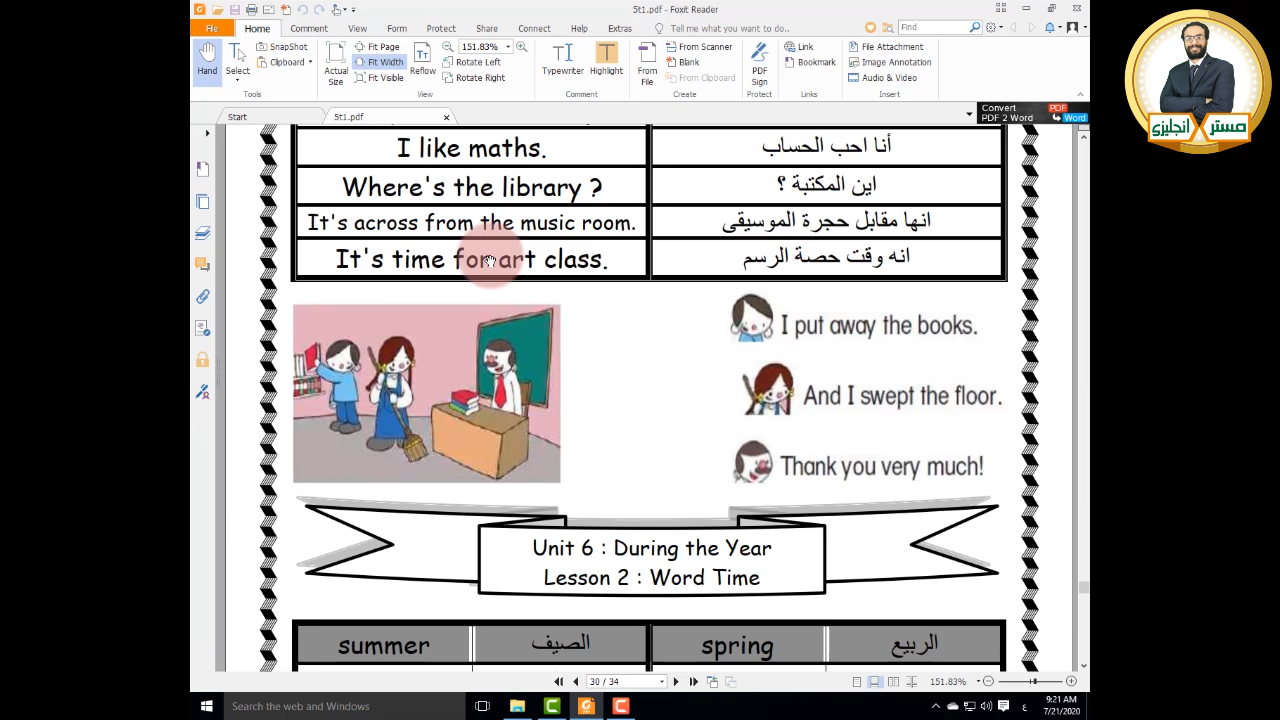 5t1.pdf - Foxit Reader
File Home Comment View Form Protect Share Connect Help Extras Tell me what you want to do.. Find
Hand
Select
SnapShot
Clipboard
Actual Size
Fit Page
Fit Width
Fit Visible
Reflow
151.83%
Rotate Left
Rotate Right
Typewriter
Highlight
From File
From Scanner
Blank
From Clipboard
PDF Sign
Link
Bookmark
File Attachment
Image Annotation
Audio & Video
Tools View Comment Create Protect Links Insert
Start 5t1.pdf
Convert PDF
PDF 2 Word Word
I like maths. أنا احب الحساب
Where's the library ? اين المكتبة ؟
It's across from the music room. انها مقابل حجرة الموسيقى
It's time for art class. انه وقت حصة الرسم
I put away the books.
And I swept the floor.
Thank you very much!
Unit 6 : During the Year
Lesson 2 : Word Time
summer الصيف spring الربيع
30 / 34 151.83%
Search the web and Windows
9:21 AM
7/21/2020
ع
مستر X انجليزى